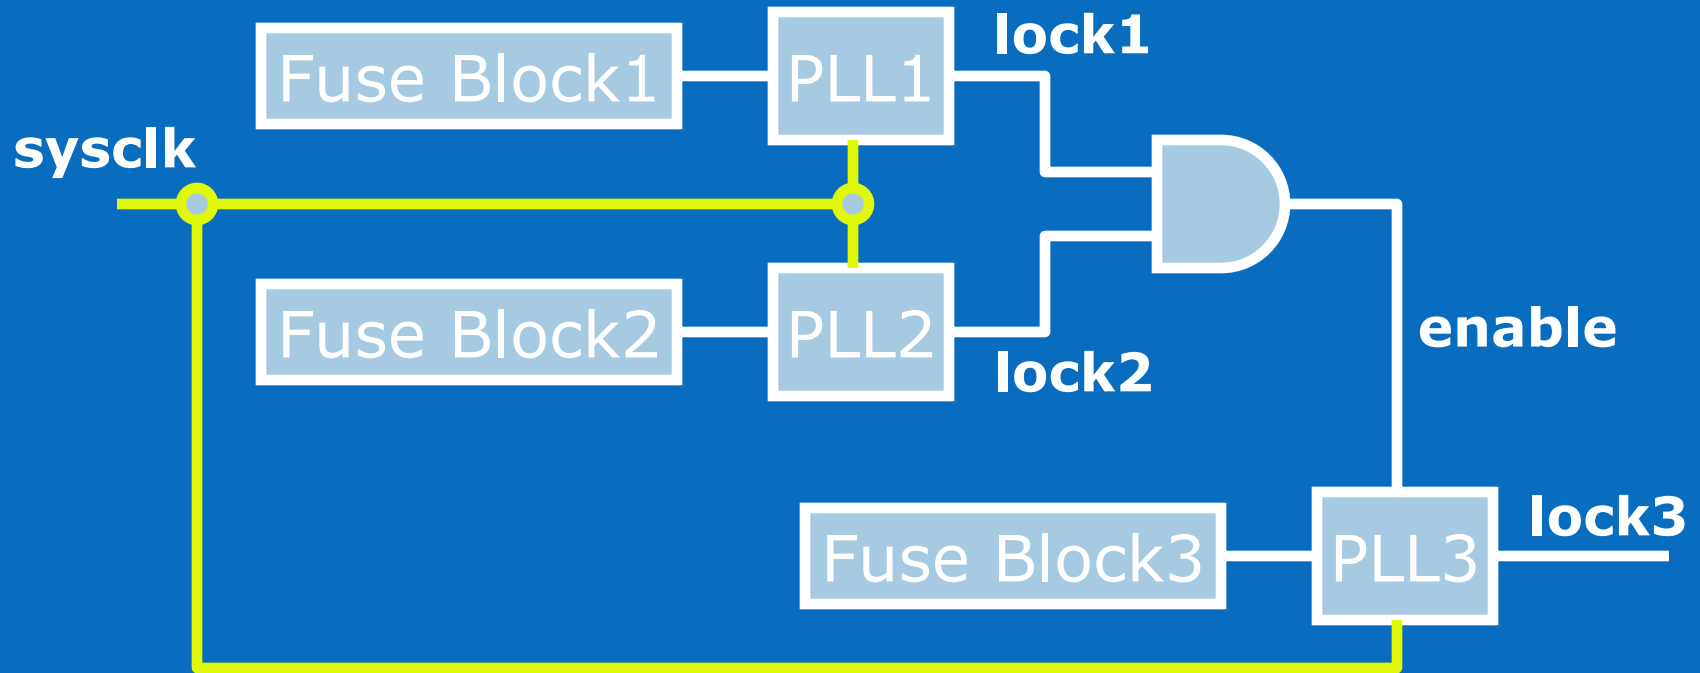 lock1
Fuse Block1
PLL1
sysclk
Fuse Block2
PLL2
enable
lock2
lock3
Fuse Block3
PLL3